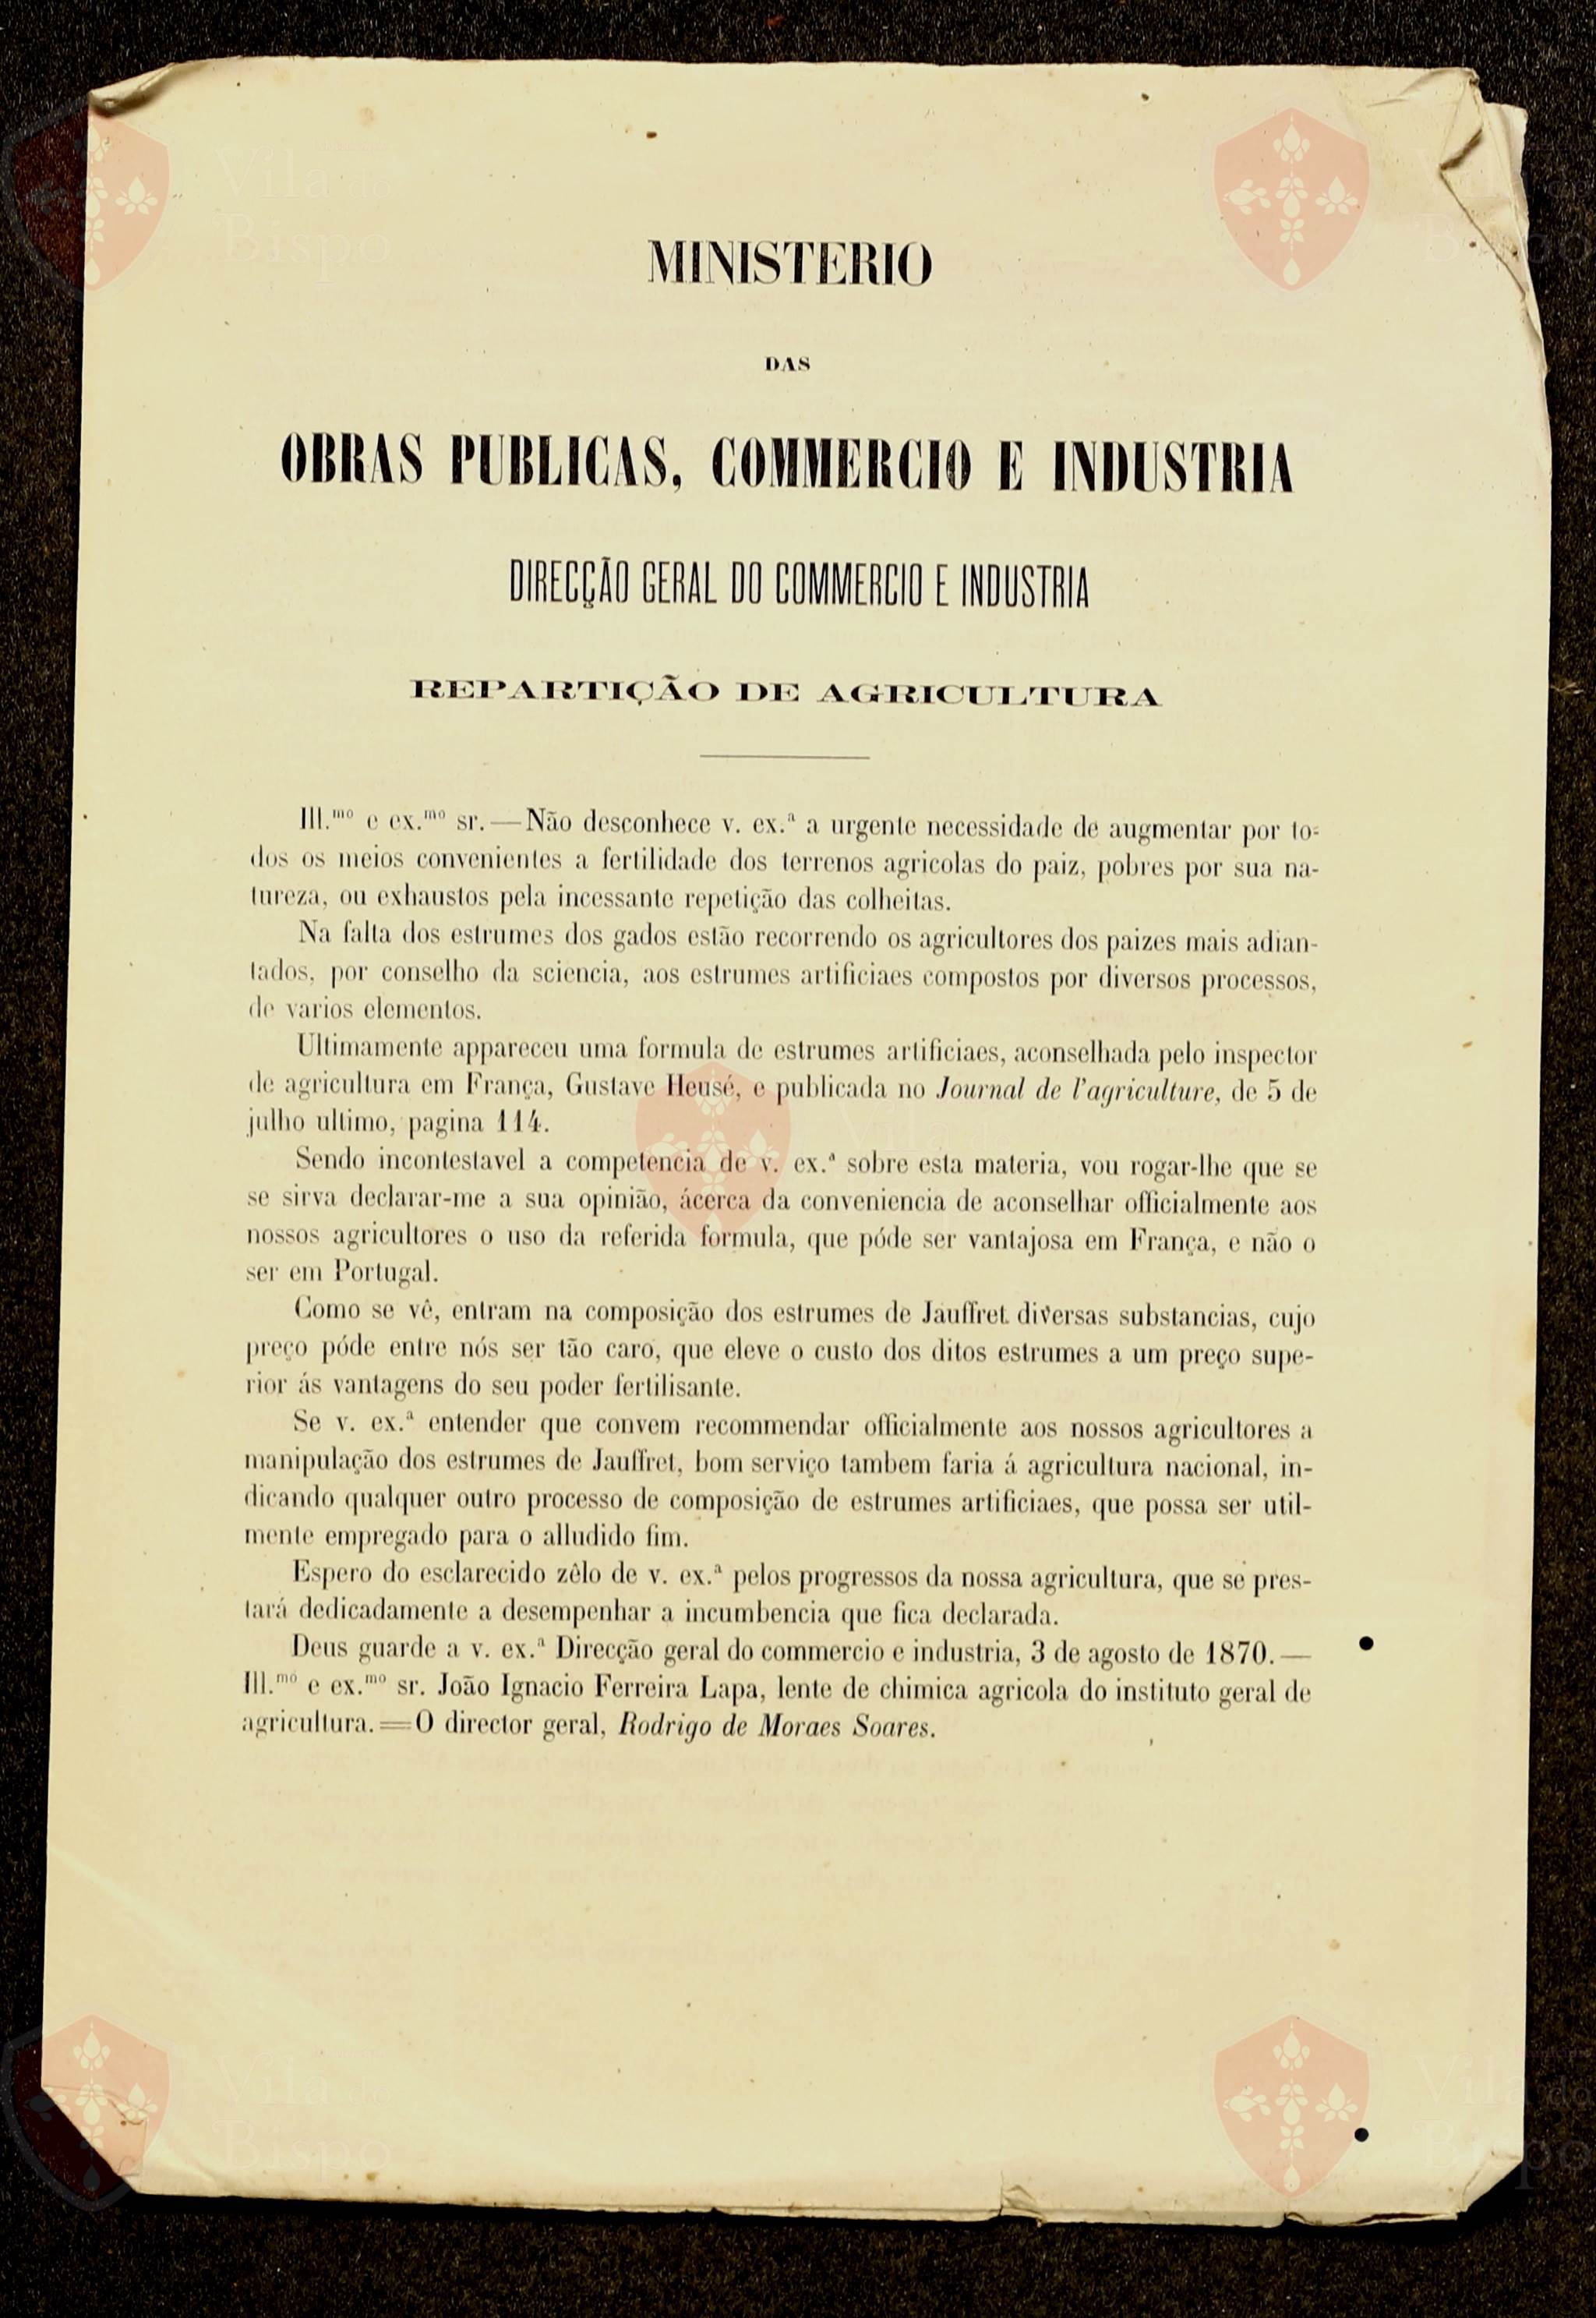 MINISTERIO
DAS
OBRAS PUBLICAS, COMMERCIO E INDUSTRIA
DIRECÇÃO GERAL DO COMMERCIO E INDUSTRIA
REPARTIÇÃO DE AGRICULTURA
Ill.mo e ex.mo sr.—Não desconhece v. ex.ª a urgente necessidade de augmentar por to-
dos os meios convenientes a fertilidade dos terrenos agricolas do paiz, pobres por sua na-
tureza, ou exhaustos pela incessante repetição das colheitas.
Na falta dos estrumes dos gados estão recorrendo os agricultores dos paizes mais adian-
tados, por conselho da sciencia, aos estrumes artificiaes compostos por diversos processos,
de varios elementos.
Ultimamente appareceu uma formula de estrumes artificiaes, aconselhada pelo inspector
de agricultura em França, Gustave Heusé, e publicada no Journal de l'agriculture, de 5 de
julho ultimo, pagina 114.
Sendo incontestavel a competencia de v. ex.ª sobre esta materia, vou rogar-lhe que se
se sirva declarar-me a sua opinião, ácerca da conveniencia de aconselhar officialmente aos
nossos agricultores o uso da referida formula, que póde ser vantajosa em França, e não o
ser em Portugal.
Como se vê, entram na composição dos estrumes de Jauffret diversas substancias, cujo
preço póde entre nós ser tão caro, que eleve o custo dos ditos estrumes a um preço supe-
rior ás vantagens do seu poder fertilisante.
Se v. ex.ª entender que convem recommendar officialmente aos nossos agricultores a
manipulação dos estrumes de Jauffret, bom serviço tambem faria á agricultura nacional, in-
dicando qualquer outro processo de composição de estrumes artificiaes, que possa ser util-
mente empregado para o alludido fim.
Espero do esclarecido zêlo de v. ex.ª pelos progressos da nossa agricultura, que se pres-
tará dedicadamente a desempenhar a incumbencia que fica declarada.
Deus guarde a v. ex.ª Direcção geral do commercio e industria, 3 de agosto de 1870.—
Ill.mo e ex.mo sr. João Ignacio Ferreira Lapa, lente de chimica agricola do instituto geral de
agricultura.=O director geral, Rodrigo de Moraes Soares.
Vila do
Bispo
Vila do
Bispo